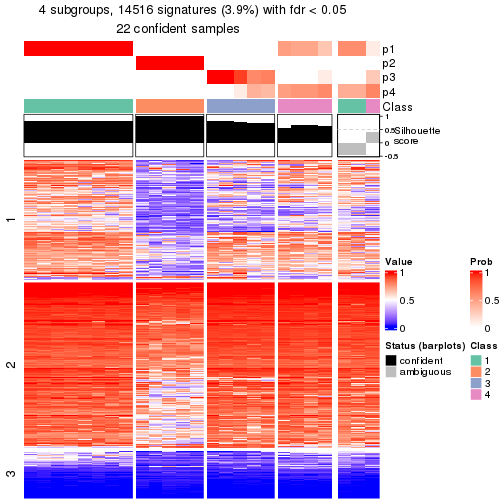 4 subgroups, 14516 signatures (3.9%) with fdr < 0.05
22 confident samples
p1
p2
p3
p4
Class
1
0.5
0
-0.5
Silhouette
score
1
2
3
Value
1
0.5
0
Prob
1
0.5
0
Status (barplots)
confident
ambiguous
Class
1
2
3
4